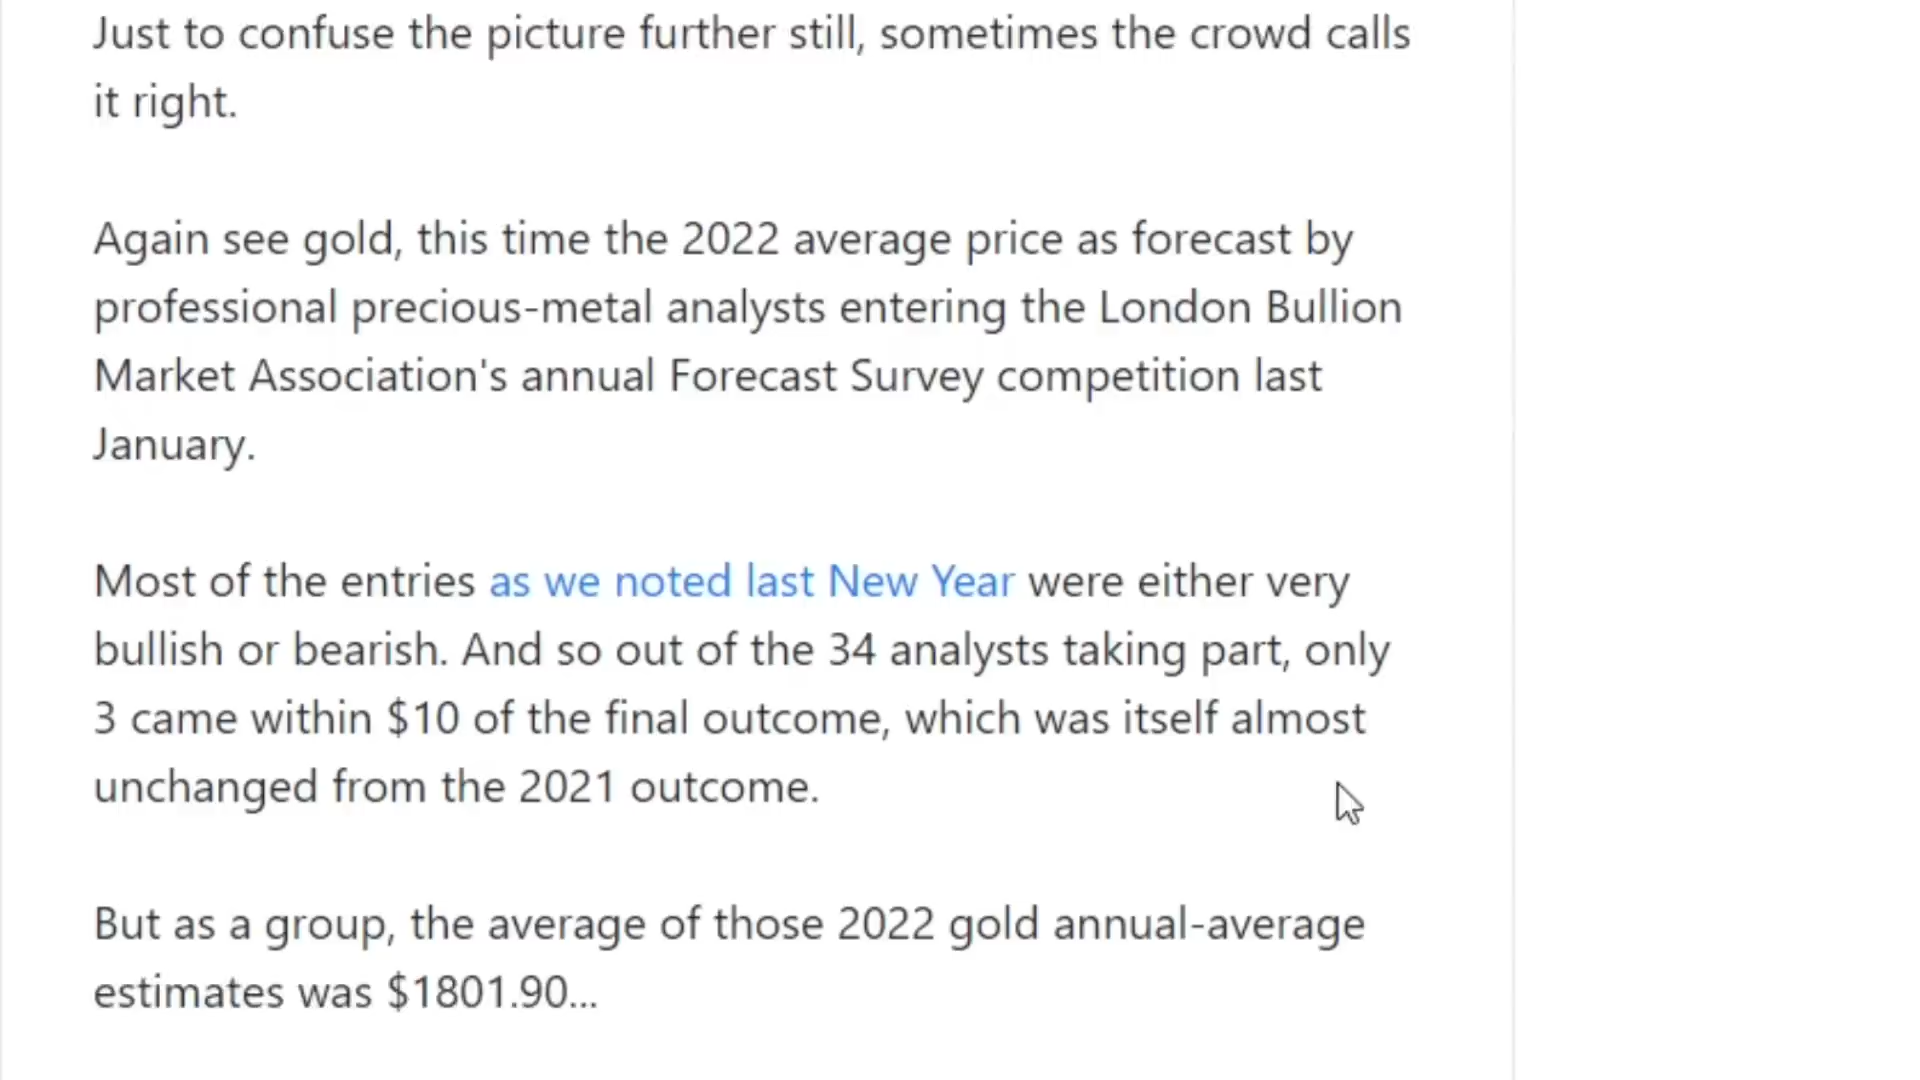 Just to confuse the picture further still, sometimes the crowd calls
it right.
Again see gold, this time the 2022 average price as forecast by
professional precious-metal analysts entering the London Bullion
Market Association's annual Forecast Survey competition last
January.
Most of the entries as we noted last New Year were either very
bullish or bearish. And so out of the 34 analysts taking part, only
3 came within $10 of the final outcome, which was itself almost
unchanged from the 2021 outcome.
But as a group, the average of those 2022 gold annual-average
estimates was $1801.90...